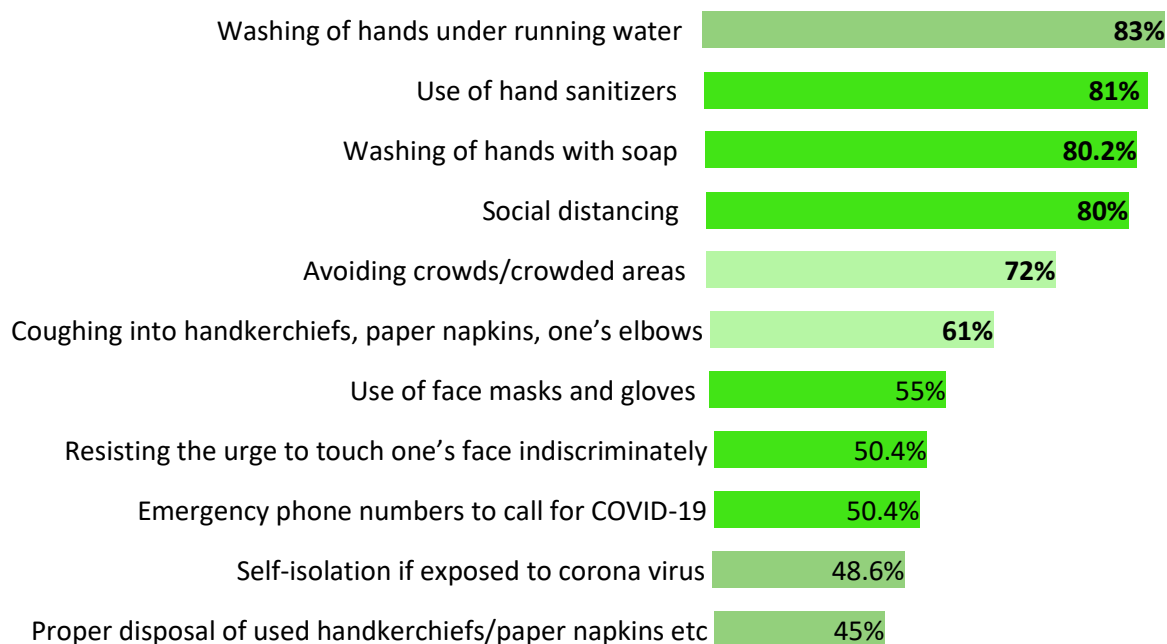 Washing of hands under running water 83%
Use of hand sanitizers 81%
Washing of hands with soap 80.2%
Social distancing 80%
Avoiding crowds/crowded areas 72%
Coughing into handkerchiefs, paper napkins, one’s elbows 61%
Use of face masks and gloves 55%
Resisting the urge to touch one’s face indiscriminately 50.4%
Emergency phone numbers to call for COVID-19 50.4%
Self-isolation if exposed to corona virus 48.6%
Proper disposal of used handkerchiefs/paper napkins etc 45%